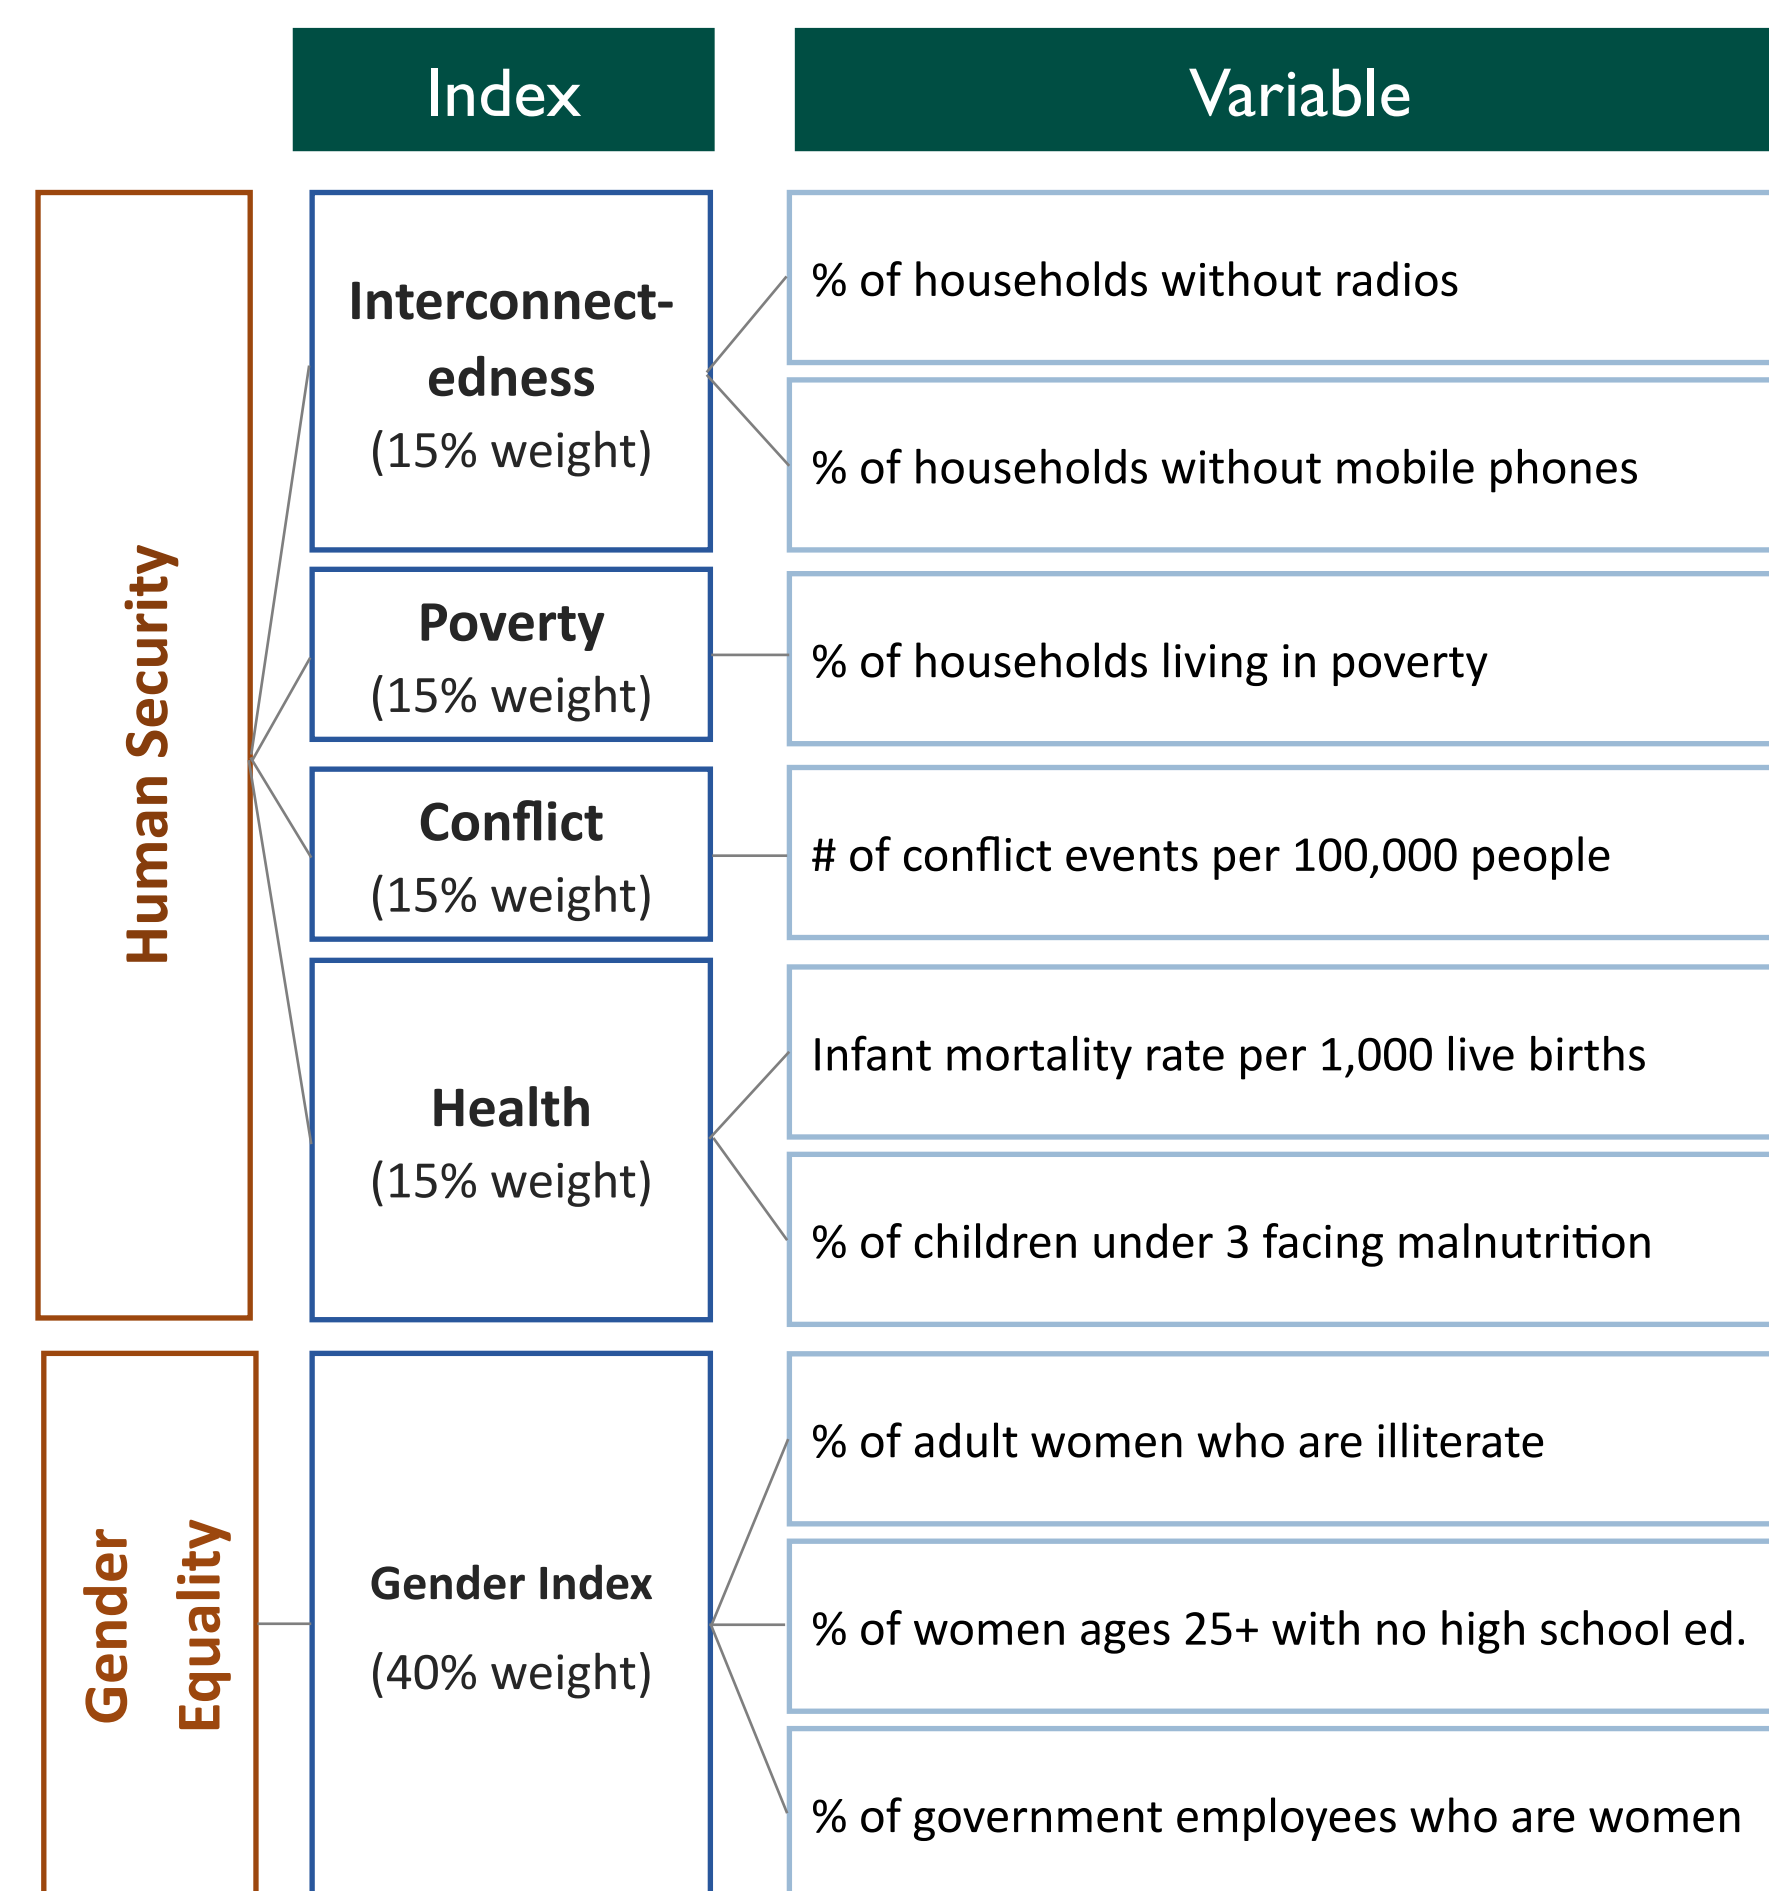 Index
Variable
Human Security
Interconnect-
edness
(15% weight)
% of households without radios
% of households without mobile phones
Poverty
(15% weight)
% of households living in poverty
Conflict
(15% weight)
# of conflict events per 100,000 people
Health
(15% weight)
Infant mortality rate per 1,000 live births
% of children under 3 facing malnutrition
Gender
Equality
Gender Index
(40% weight)
% of adult women who are illiterate
% of women ages 25+ with no high school ed.
% of government employees who are women